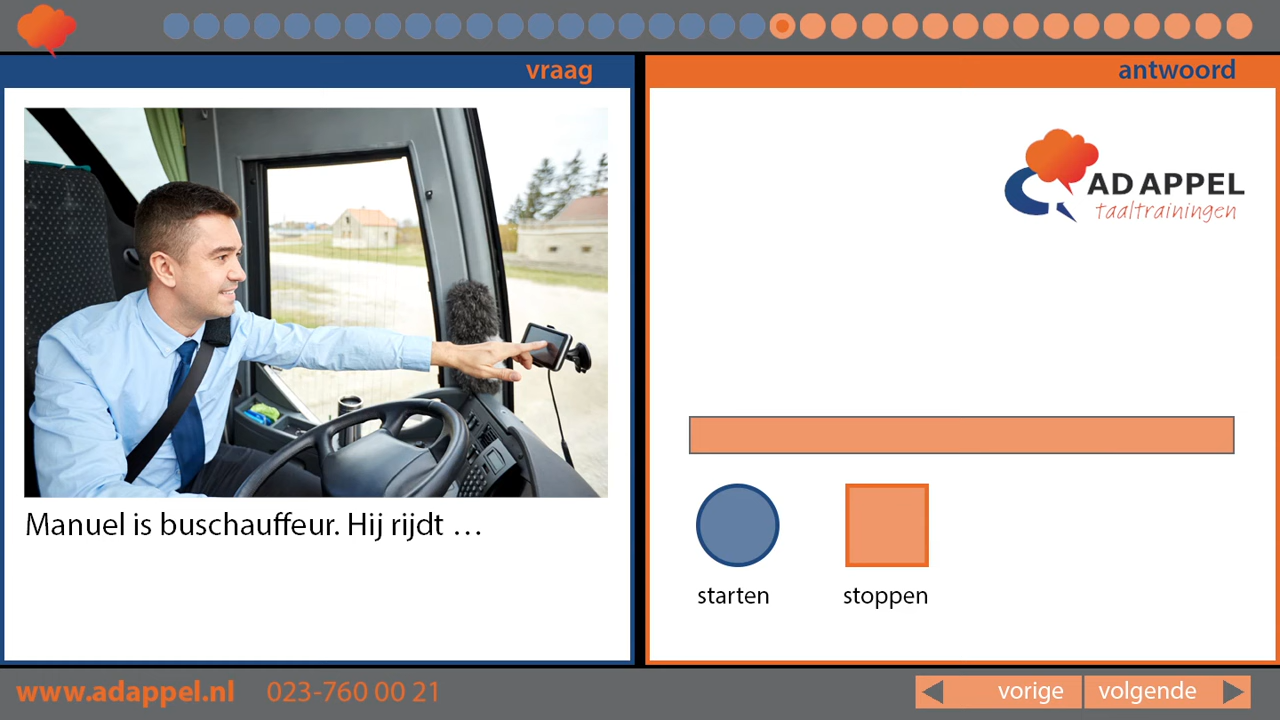 vraag
antwoord
AD APPEL
taaltrainingen
Manuel is buschauffeur. Hij rijdt …
starten
stoppen
www.adappel.nl
023-760 00 21
vorige
volgende